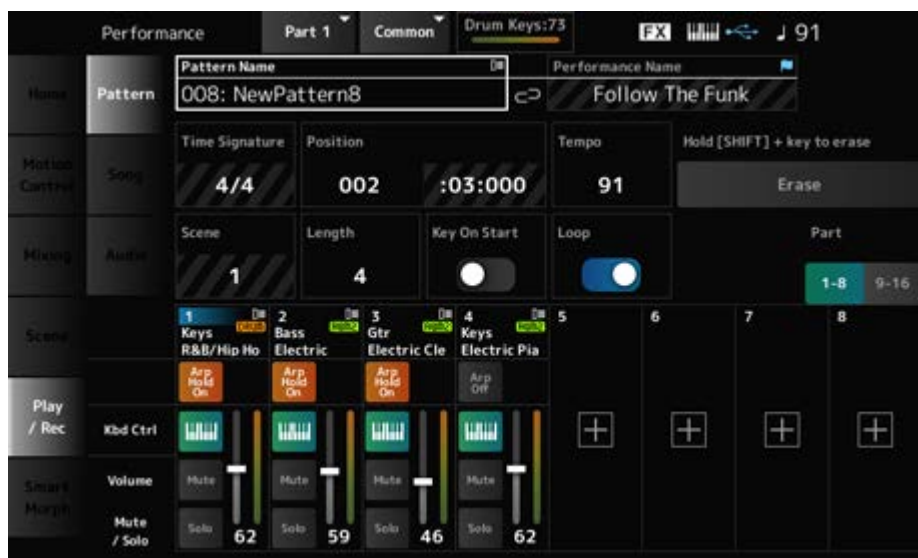 Performance
Part 1
Common
Drum Keys:73
FX
♩ 91
Home
Pattern
Pattern Name
008: NewPattern8
Performance Name
Follow The Funk
Motion
Control
Song
Time Signature
4/4
Position
002 :03:000
Tempo
91
Hold [SHIFT] + key to erase
Erase
Mixing
Audio
Scene
1
Length
4
Key On Start
Loop
Part
1-8 9-16
Scene
1
Drum
Keys
R&B/Hip Ho
2
Bass
Electric
3
Gtr
Electric Cle
4
Keys
Electric Pia
5
6
7
8
Arp
Hold
On
Arp
Hold
On
Arp
Hold
On
Arp
Off
Play
/ Rec
Kbd Ctrl
Smart
Morph
Volume
Mute
Mute
Mute
Mute
Mute
/ Solo
Solo
62
Solo
59
Solo
46
Solo
62